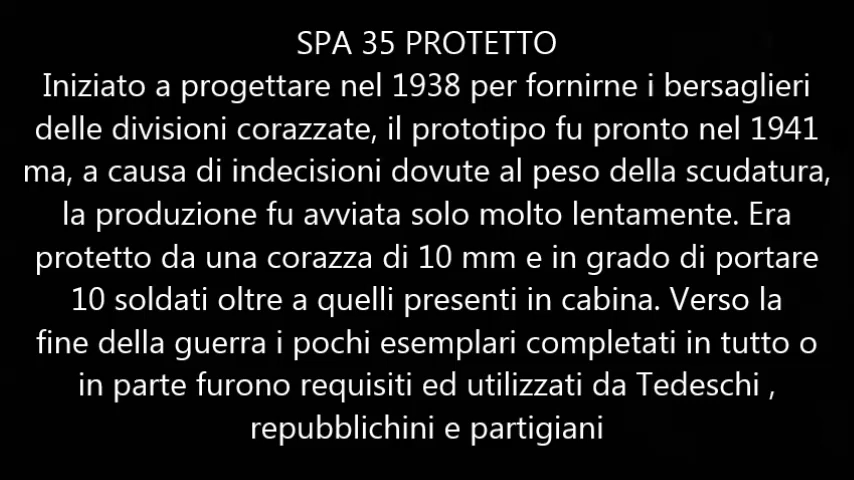 SPA 35 PROTETTO
Iniziato a progettare nel 1938 per fornirne i bersaglieri
delle divisioni corazzate, il prototipo fu pronto nel 1941
ma, a causa di indecisioni dovute al peso della scudatura,
la produzione fu avviata solo molto lentamente. Era
protetto da una corazza di 10 mm e in grado di portare
10 soldati oltre a quelli presenti in cabina. Verso la
fine della guerra i pochi esemplari completati in tutto o
in parte furono requisiti ed utilizzati da Tedeschi ,
repubblichini e partigiani